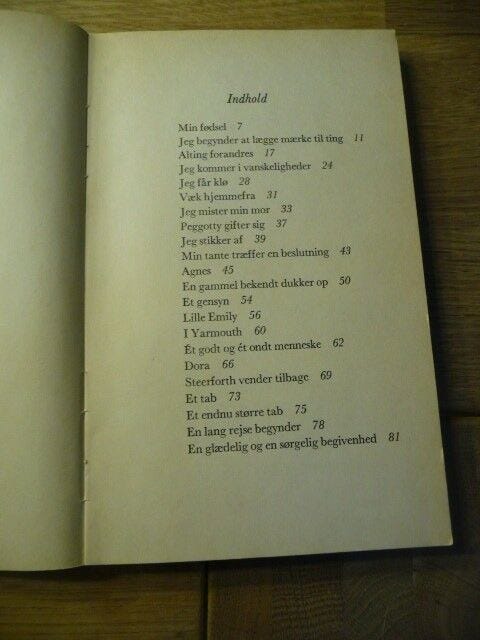 Indhold
Min fødsel 7
Jeg begynder at lægge mærke til ting 11
Alting forandres 17
Jeg kommer i vanskeligheder 24
Jeg får klø 28
Væk hjemmefra 31
Jeg mister min mor 33
Peggotty gifter sig 37
Jeg stikker af 39
Min tante træffer en beslutning 43
Agnes 45
En gammel bekendt dukker op 50
Et gensyn 54
Lille Emily 56
I Yarmouth 60
Ét godt og ét ondt menneske 62
Dora 66
Steerforth vender tilbage 69
Et tab 73
Et endnu større tab 75
En lang rejse begynder 78
En glædelig og en sørgelig begivenhed 81